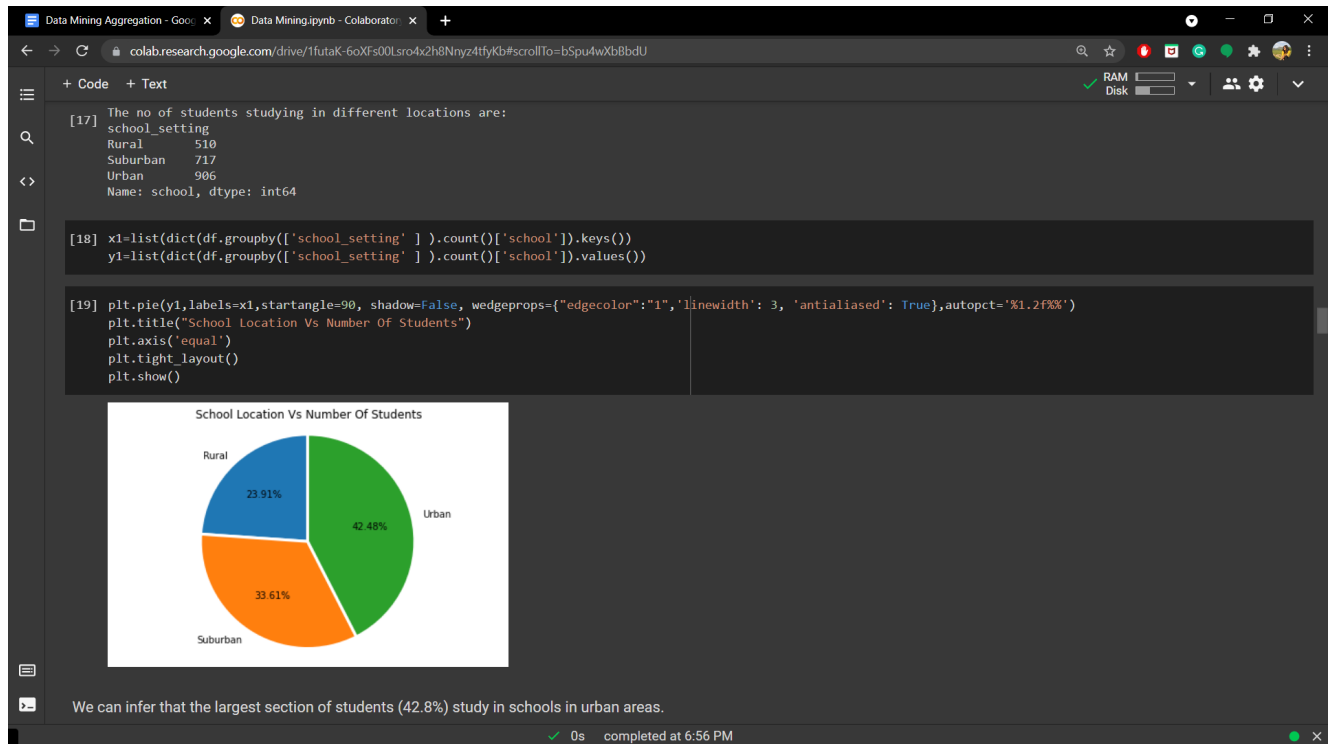 Data Mining Aggregation - Goog
Data Mining.ipynb - Colaborator
colab.research.google.com/drive/1futaK-6oXFs00Lsro4x2h8Nnyz4tfyKb#scrollTo=bSpu4wXbBbdU
+ Code + Text
RAM
Disk
[17] The no of students studying in different locations are:
school_setting
Rural 510
Suburban 717
Urban 906
Name: school, dtype: int64
[18] x1=list(dict(df.groupby(['school_setting' ] ).count()['school']).keys())
y1=list(dict(df.groupby(['school_setting' ] ).count()['school']).values())
[19] plt.pie(y1,labels=x1,startangle=90, shadow=False, wedgeprops={"edgecolor":"1",'linewidth': 3, 'antialiased': True},autopct='%1.2f%%')
plt.title("School Location Vs Number Of Students")
plt.axis('equal')
plt.tight_layout()
plt.show()
School Location Vs Number Of Students
Rural
23.91%
Urban
42.48%
33.61%
Suburban
We can infer that the largest section of students (42.8%) study in schools in urban areas.
0s completed at 6:56 PM